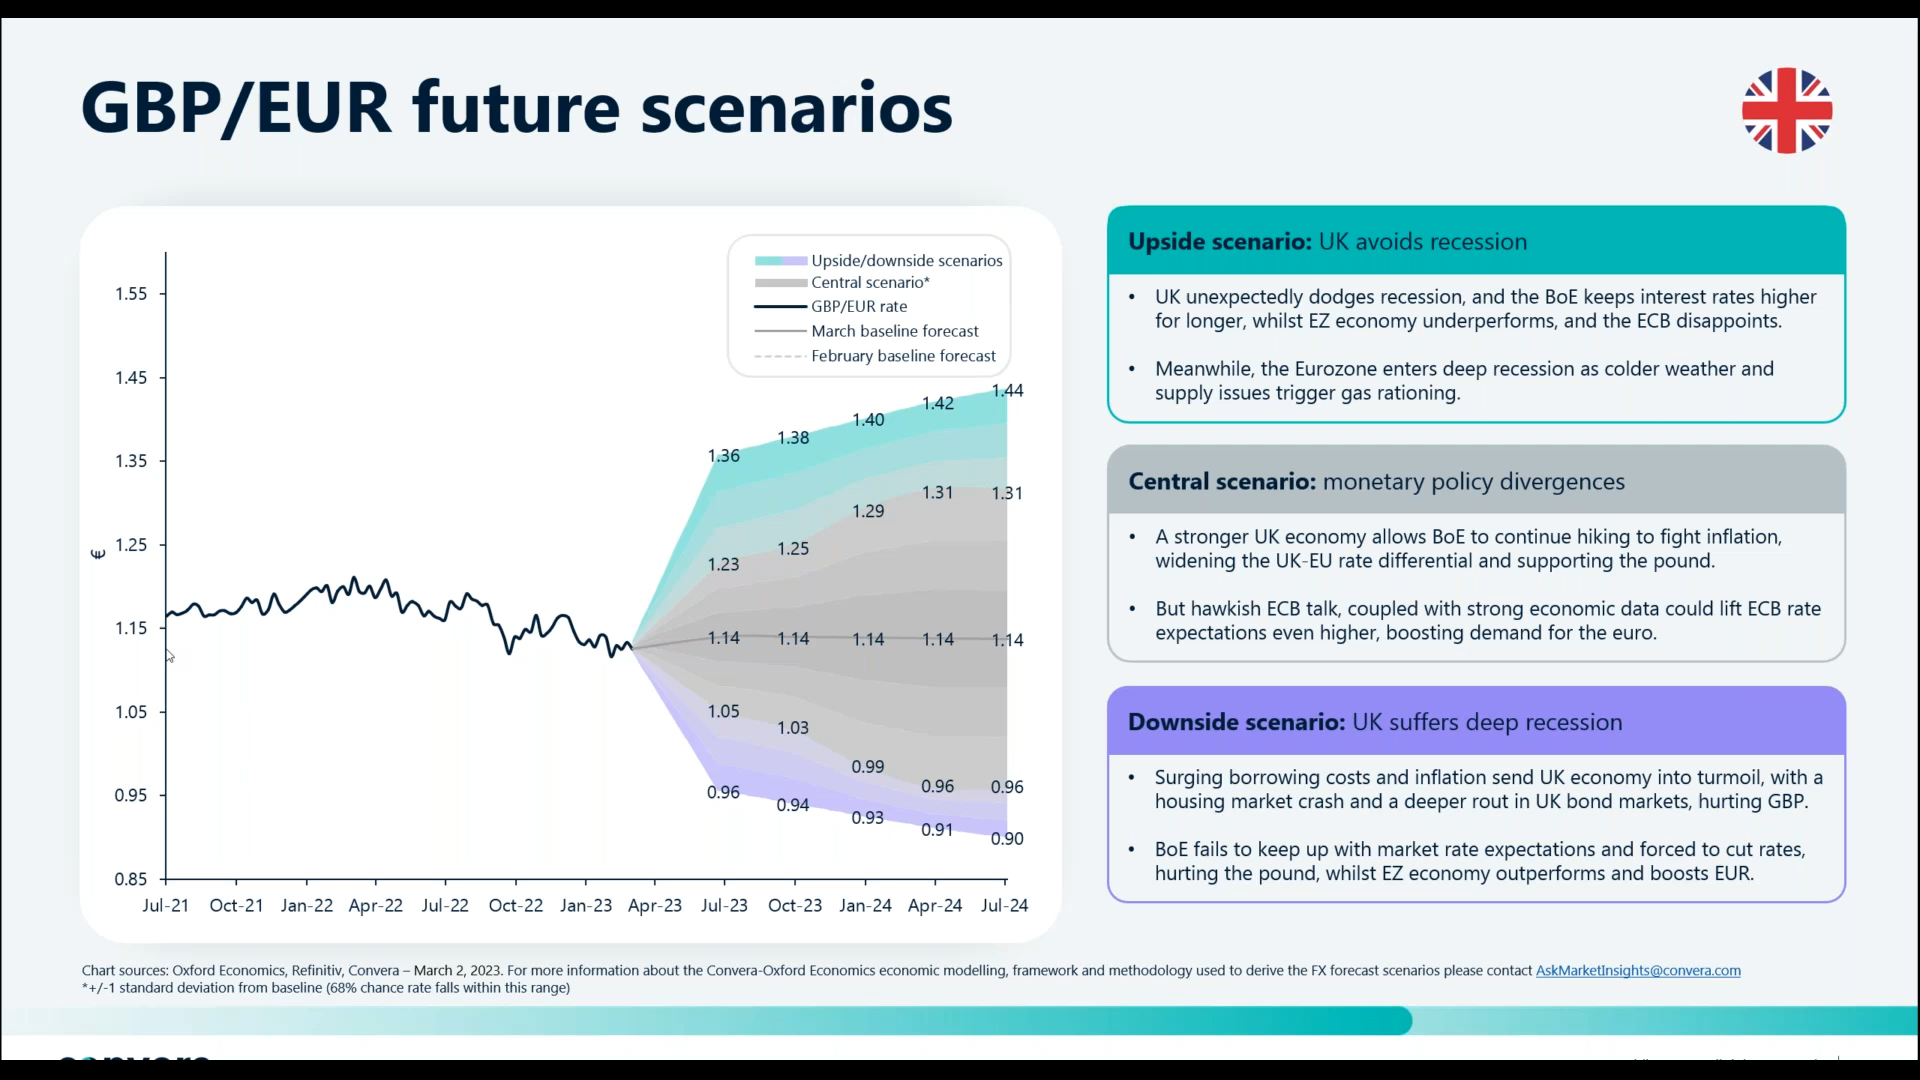 GBP/EUR future scenarios
Upside/downside scenarios
Central scenario*
GBP/EUR rate
March baseline forecast
February baseline forecast
1.55
1.45
1.35
1.25
1.15
1.05
0.95
0.85
€
1.36
1.38
1.40
1.42
1.44
1.23
1.25
1.29
1.31
1.31
1.14
1.14
1.14
1.14
1.14
1.05
1.03
0.99
0.96
0.96
0.96
0.94
0.93
0.91
0.90
Jul-21 Oct-21 Jan-22 Apr-22 Jul-22 Oct-22 Jan-23 Apr-23 Jul-23 Oct-23 Jan-24 Apr-24 Jul-24
Upside scenario: UK avoids recession
• UK unexpectedly dodges recession, and the BoE keeps interest rates higher
for longer, whilst EZ economy underperforms, and the ECB disappoints.
• Meanwhile, the Eurozone enters deep recession as colder weather and
supply issues trigger gas rationing.
Central scenario: monetary policy divergences
• A stronger UK economy allows BoE to continue hiking to fight inflation,
widening the UK-EU rate differential and supporting the pound.
• But hawkish ECB talk, coupled with strong economic data could lift ECB rate
expectations even higher, boosting demand for the euro.
Downside scenario: UK suffers deep recession
• Surging borrowing costs and inflation send UK economy into turmoil, with a
housing market crash and a deeper rout in UK bond markets, hurting GBP.
• BoE fails to keep up with market rate expectations and forced to cut rates,
hurting the pound, whilst EZ economy outperforms and boosts EUR.
Chart sources: Oxford Economics, Refinitiv, Convera – March 2, 2023. For more information about the Convera-Oxford Economics economic modelling, framework and methodology used to derive the FX forecast scenarios please contact AskMarketInsights@convera.com
*+/-1 standard deviation from baseline (68% chance rate falls within this range)
convera